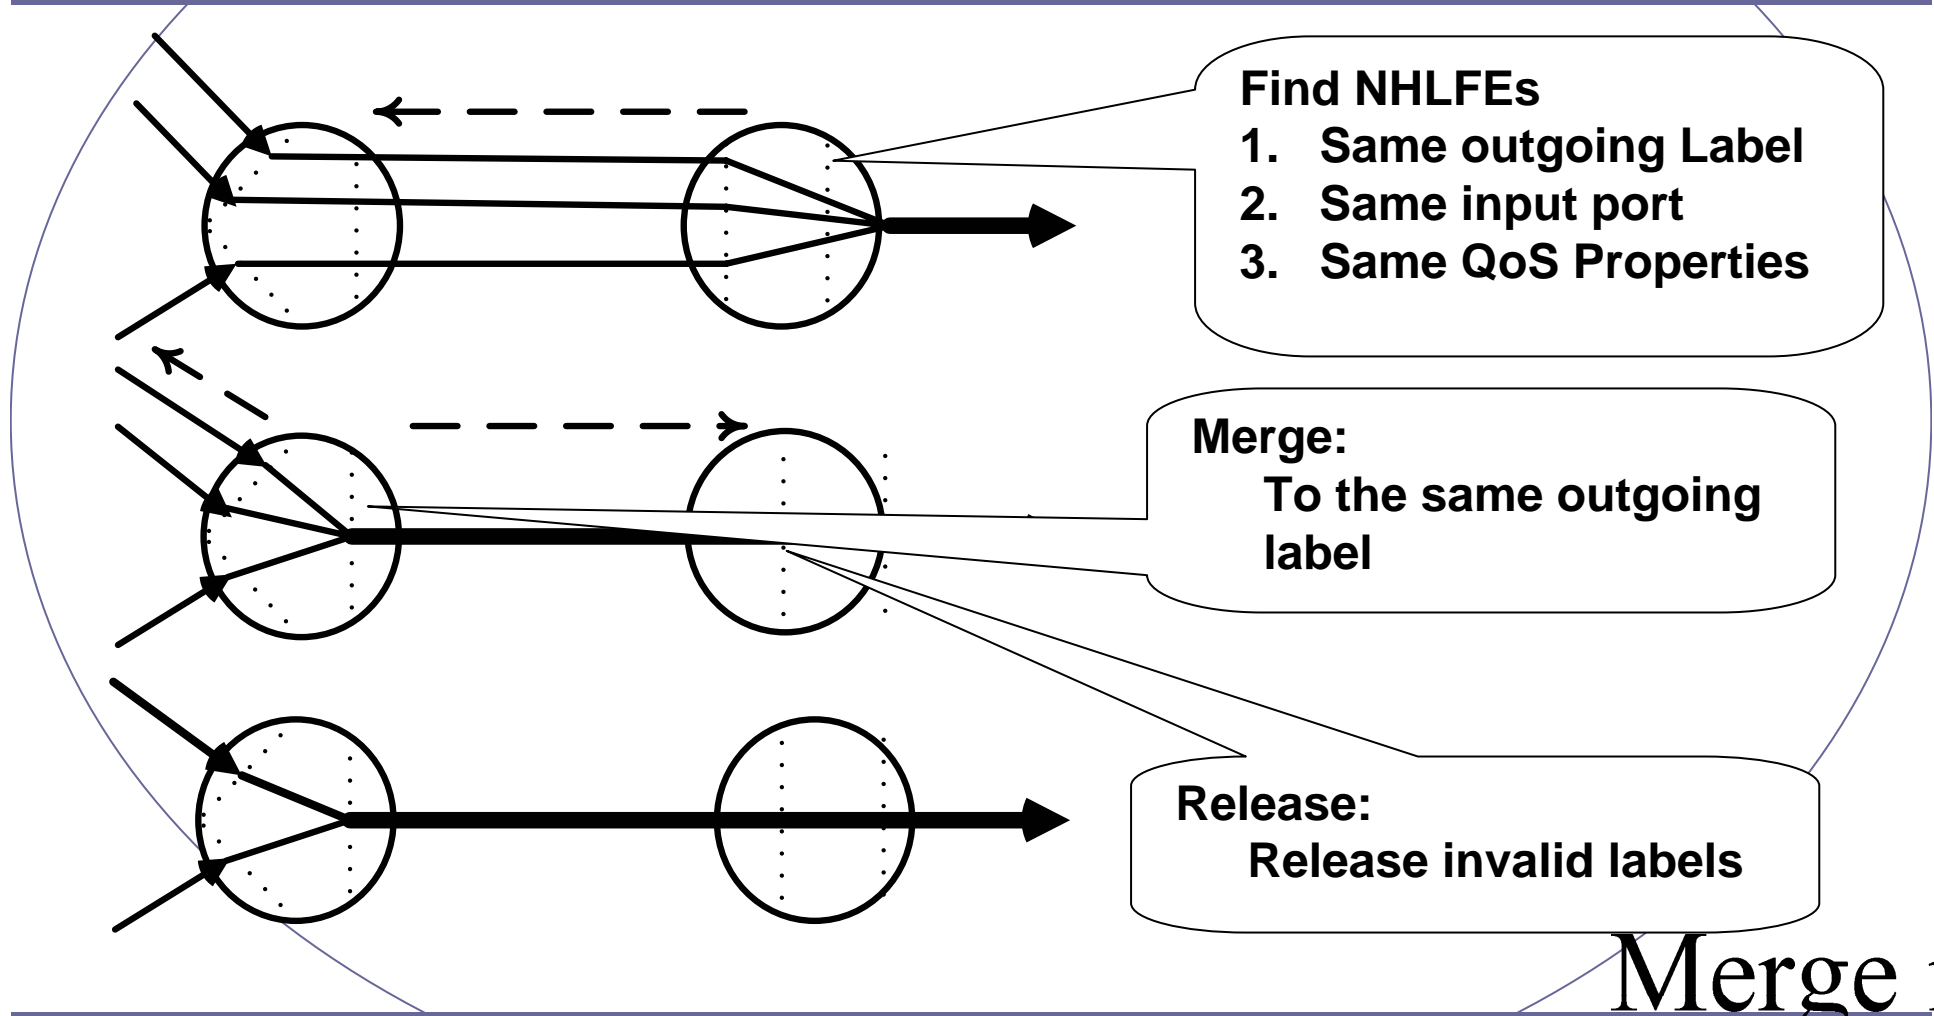 Find NHLFEs
1. Same outgoing Label
2. Same input port
3. Same QoS Properties
Merge:
To the same outgoing
label
Release:
Release invalid labels
Merge